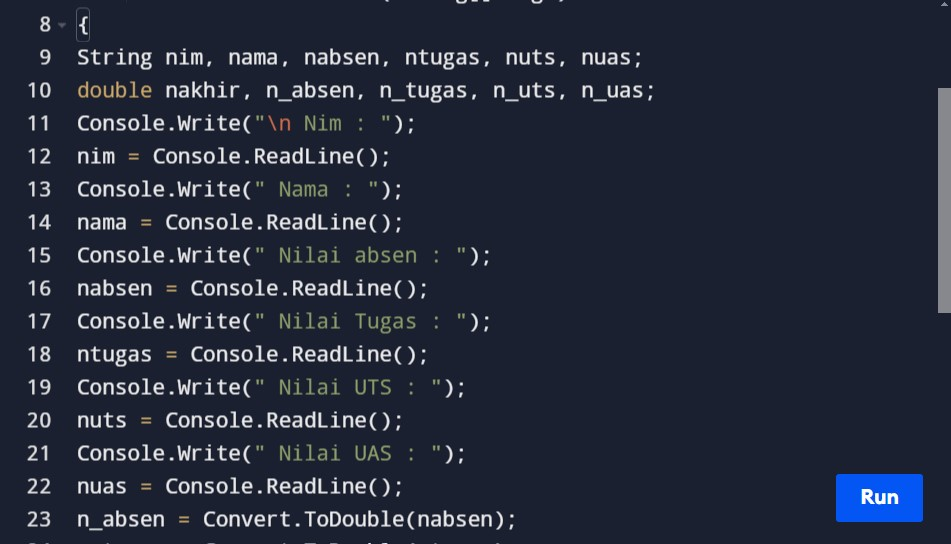 8 {
9 String nim, nama, nabsen, ntugas, nuts, nuas;
10 double nakhir, n_absen, n_tugas, n_uts, n_uas;
11 Console.Write("\n Nim : ");
12 nim = Console.ReadLine();
13 Console.Write(" Nama : ");
14 nama = Console.ReadLine();
15 Console.Write(" Nilai absen : ");
16 nabsen = Console.ReadLine();
17 Console.Write(" Nilai Tugas : ");
18 ntugas = Console.ReadLine();
19 Console.Write(" Nilai UTS : ");
20 nuts = Console.ReadLine();
21 Console.Write(" Nilai UAS : ");
22 nuas = Console.ReadLine();
Run
23 n_absen = Convert.ToDouble(nabsen);